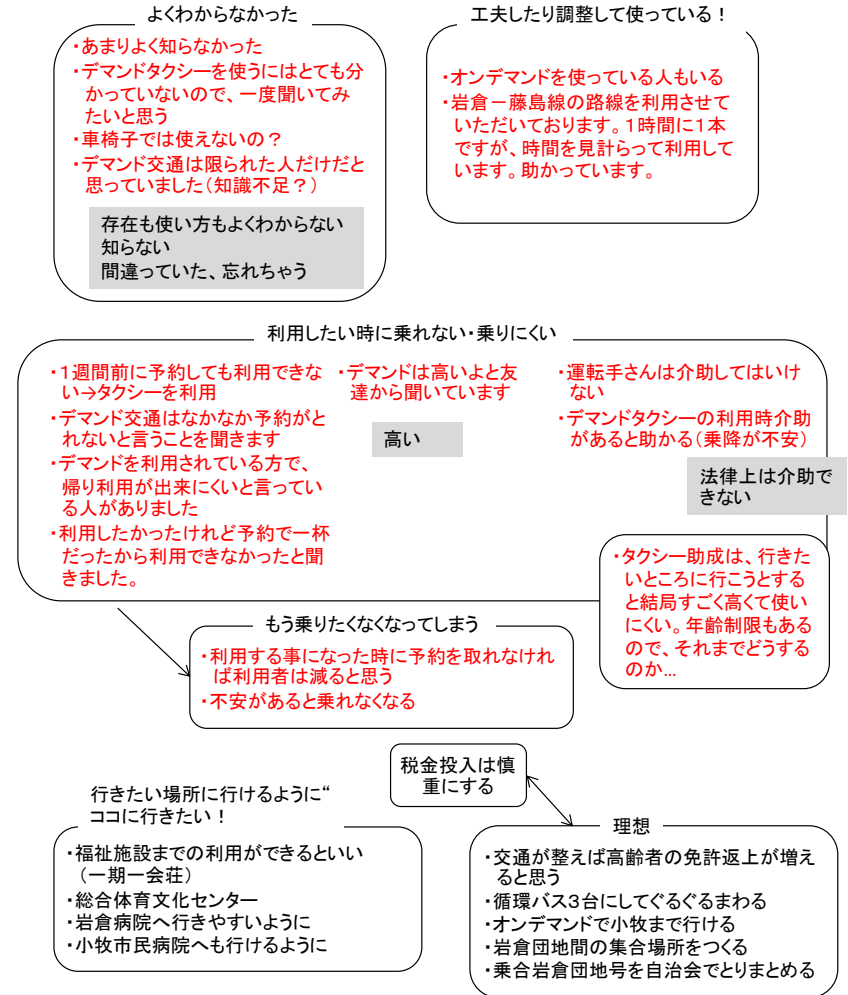 よくわからなかった
・あまりよく知らなかった
・デマンドタクシーを使うにはとても分
かっていないので、一度聞いてみ
たいと思う
・車椅子では使えないの？
・デマンド交通は限られた人だけだと
思っていました（知識不足？）
存在も使い方もよくわからない
知らない
間違っていた、忘れちゃう
工夫したり調整して使っている！
・オンデマンドを使っている人もいる
・岩倉－藤島線の路線を利用させて
いただいております。１時間に１本
ですが、時間を見計らって利用して
います。助かっています。
利用したい時に乗れない・乗りにくい
・１週間前に予約しても利用できな
い→タクシーを利用
・デマンド交通はなかなか予約がと
れないと言うことを聞きます
・デマンドを利用されている方で、
帰り利用が出来にくいと言ってい
る人がありました
・利用したかったけれど予約で一杯
だったから利用できなかったと聞
きました。
・デマンドは高いよと友
達から聞いています
高い
・運転手さんは介助してはいけ
ない
・デマンドタクシーの利用時介助
があると助かる（乗降が不安）
法律上は介助で
きない
・タクシー助成は、行きた
いところに行こうとする
と結局すごく高くて使い
にくい。年齢制限もある
ので、それまでどうする
のか…
もう乗りたくなくなってしまう
・利用する事になった時に予約を取れなけれ
ば利用者は減ると思う
・不安があると乗れなくなる
税金投入は慎
重にする
行きたい場所に行けるように“
ココに行きたい！
・福祉施設までの利用ができるといい
（一期一会荘）
・総合体育文化センター
・岩倉病院へ行きやすいように
・小牧市民病院へも行けるように
理想
・交通が整えば高齢者の免許返上が増え
ると思う
・循環バス３台にしてぐるぐるまわる
・オンデマンドで小牧まで行ける
・岩倉団地間の集合場所をつくる
・乗合岩倉団地号を自治会でとりまとめる